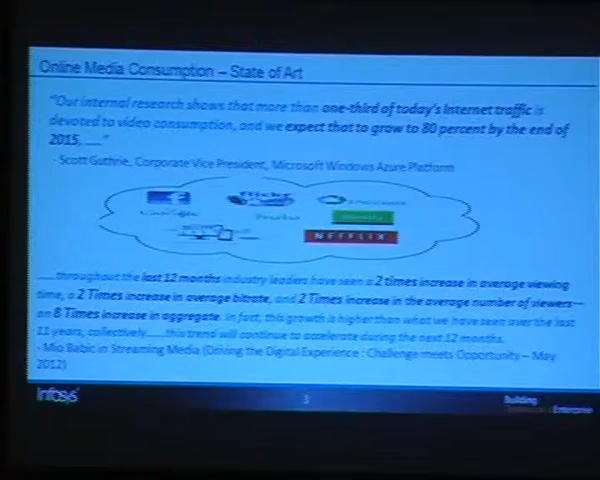 Online Media Consumption – State of Art
"Our internal research shows that more than one-third of today's Internet traffic is
devoted to video consumption, and we expect that to grow to 80 percent by the end of
2015, ...."
- Scott Guthrie, Corporate Vice President, Microsoft Windows Azure Platform
flickr
NETFLIX
....throughout the last 12 months industry leaders have seen a 2 times increase in average viewing
time, a 2 Times increase in average bitrate, and 2 Times increase in the average number of viewers—
an 8 Times increase in aggregate. In fact, this growth is higher than what we have seen over the last
11 years, collectively....this trend will continue to accelerate during the next 12 months.
- Mio Babic in Streaming Media (Driving the Digital Experience : Challenge meets Opportunity – May
2012)
Infosys
3
Building
Enterprise